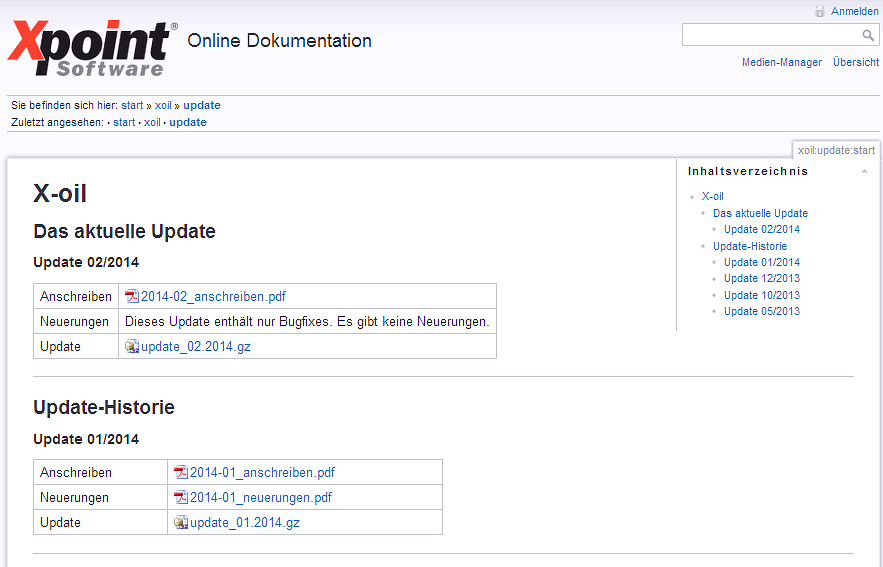 Anmelden
Xpoint®
Software
Online Dokumentation
Medien-Manager Übersicht
Sie befinden sich hier: start » xoil » update
Zuletzt angesehen: • start • xoil • update
xoil:update:start
Inhaltsverzeichnis
X-oil
Das aktuelle Update
Update 02/2014
Update-Historie
Update 01/2014
Update 12/2013
Update 10/2013
Update 05/2013
X-oil
Das aktuelle Update
Update 02/2014
Anschreiben 2014-02_anschreiben.pdf
Neuerungen Dieses Update enthält nur Bugfixes. Es gibt keine Neuerungen.
Update update_02.2014.gz
Update-Historie
Update 01/2014
Anschreiben 2014-01_anschreiben.pdf
Neuerungen 2014-01_neuerungen.pdf
Update update_01.2014.gz